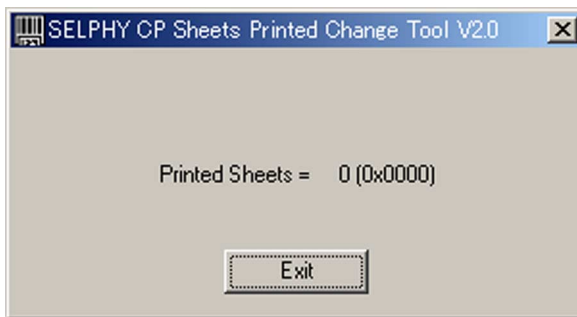 SELPHY CP Sheets Printed Change Tool V2.0
Printed Sheets = 0 (0x0000)
Exit